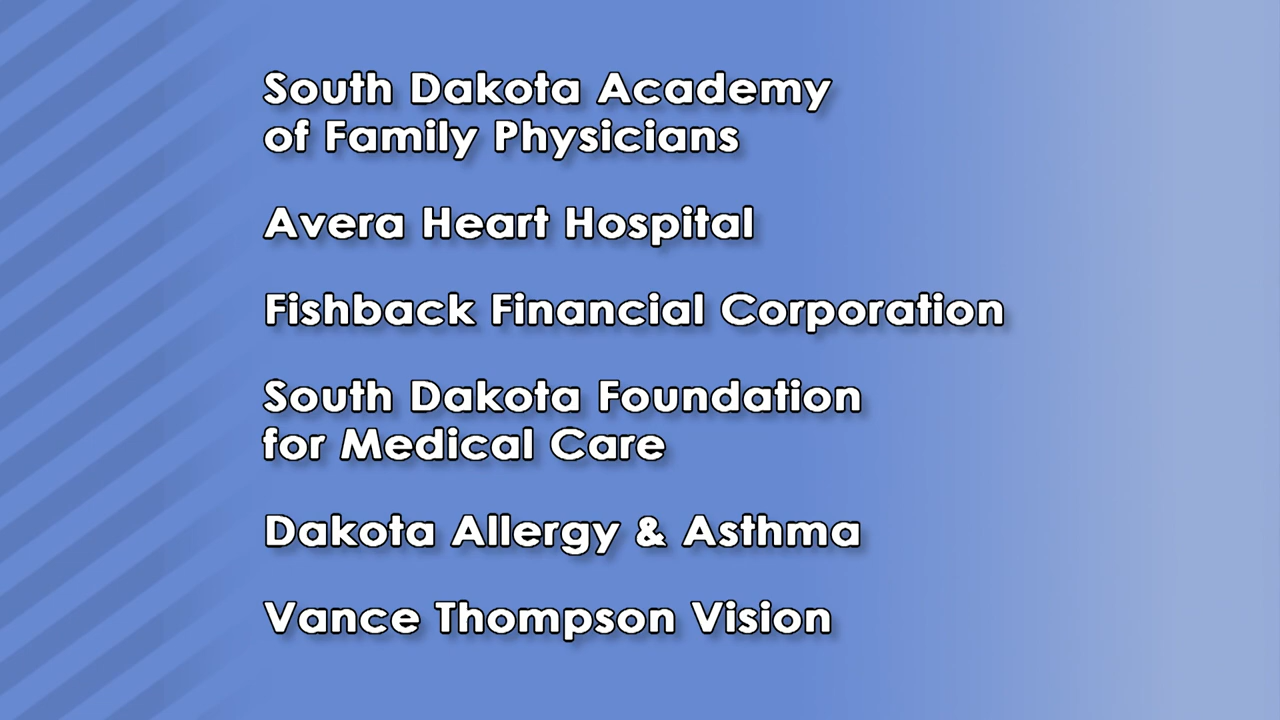 South Dakota Academy
of Family Physicians
Avera Heart Hospital
Fishback Financial Corporation
South Dakota Foundation
for Medical Care
Dakota Allergy & Asthma
Vance Thompson Vision